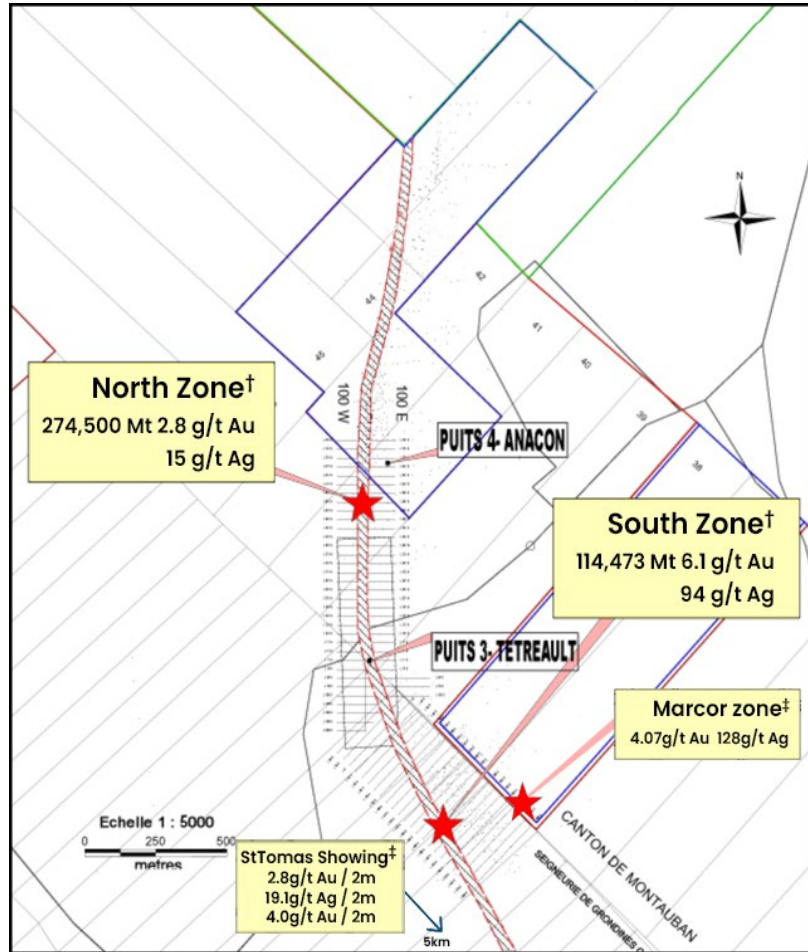 N
42
44
41
40
45
39
38
North Zone†
274,500 Mt 2.8 g/t Au
15 g/t Ag
100 W
100 E
PUITS 4- ANACON
South Zone†
114,473 Mt 6.1 g/t Au
94 g/t Ag
PUITS 3- TETREAULT
Marcor zone‡
4.07g/t Au 128g/t Ag
Echelle 1 : 5000
0 250 500
metres
StTomas Showing‡
2.8g/t Au / 2m
19.1g/t Ag / 2m
4.0g/t Au / 2m
5km
CANTON DE MONTAUBAN
SEIGNEURIE DE GRONDINES